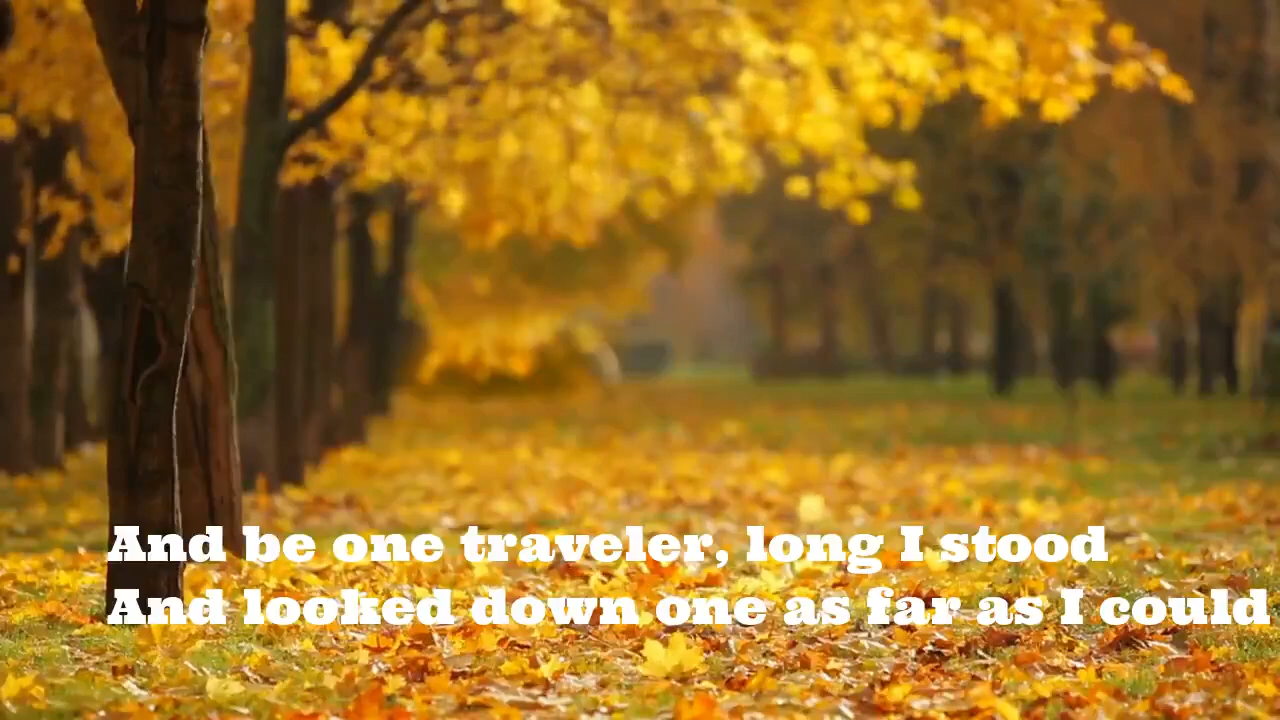 And be one traveler, long I stood
And looked down one as far as I could